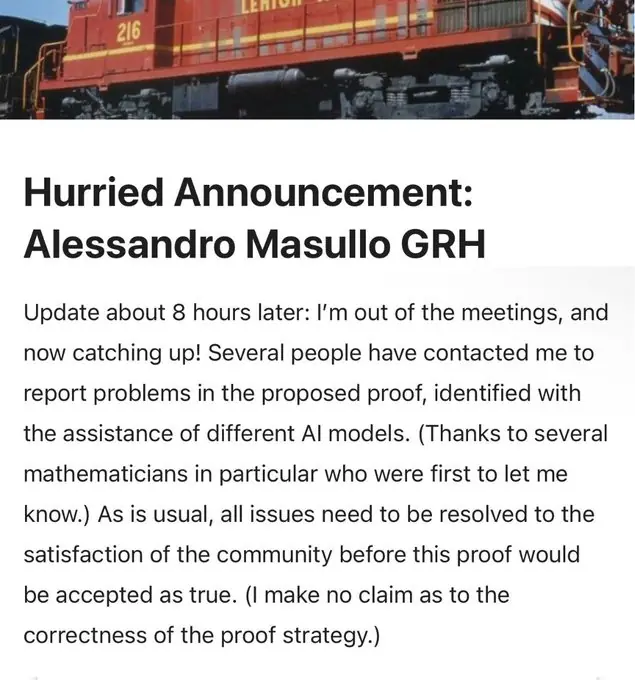 LEHIGH
216
Hurried Announcement:
Alessandro Masullo GRH
Update about 8 hours later: I’m out of the meetings, and
now catching up! Several people have contacted me to
report problems in the proposed proof, identified with
the assistance of different AI models. (Thanks to several
mathematicians in particular who were first to let me
know.) As is usual, all issues need to be resolved to the
satisfaction of the community before this proof would
be accepted as true. (I make no claim as to the
correctness of the proof strategy.)